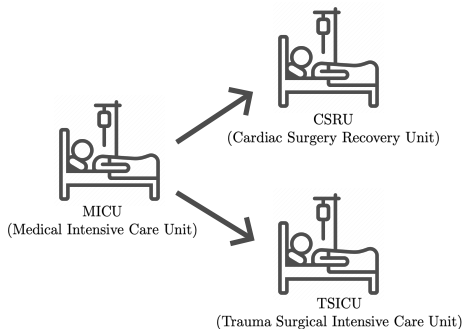 CSRU
(Cardiac Surgery Recovery Unit)
MICU
(Medical Intensive Care Unit)
TSICU
(Trauma Surgical Intensive Care Unit)